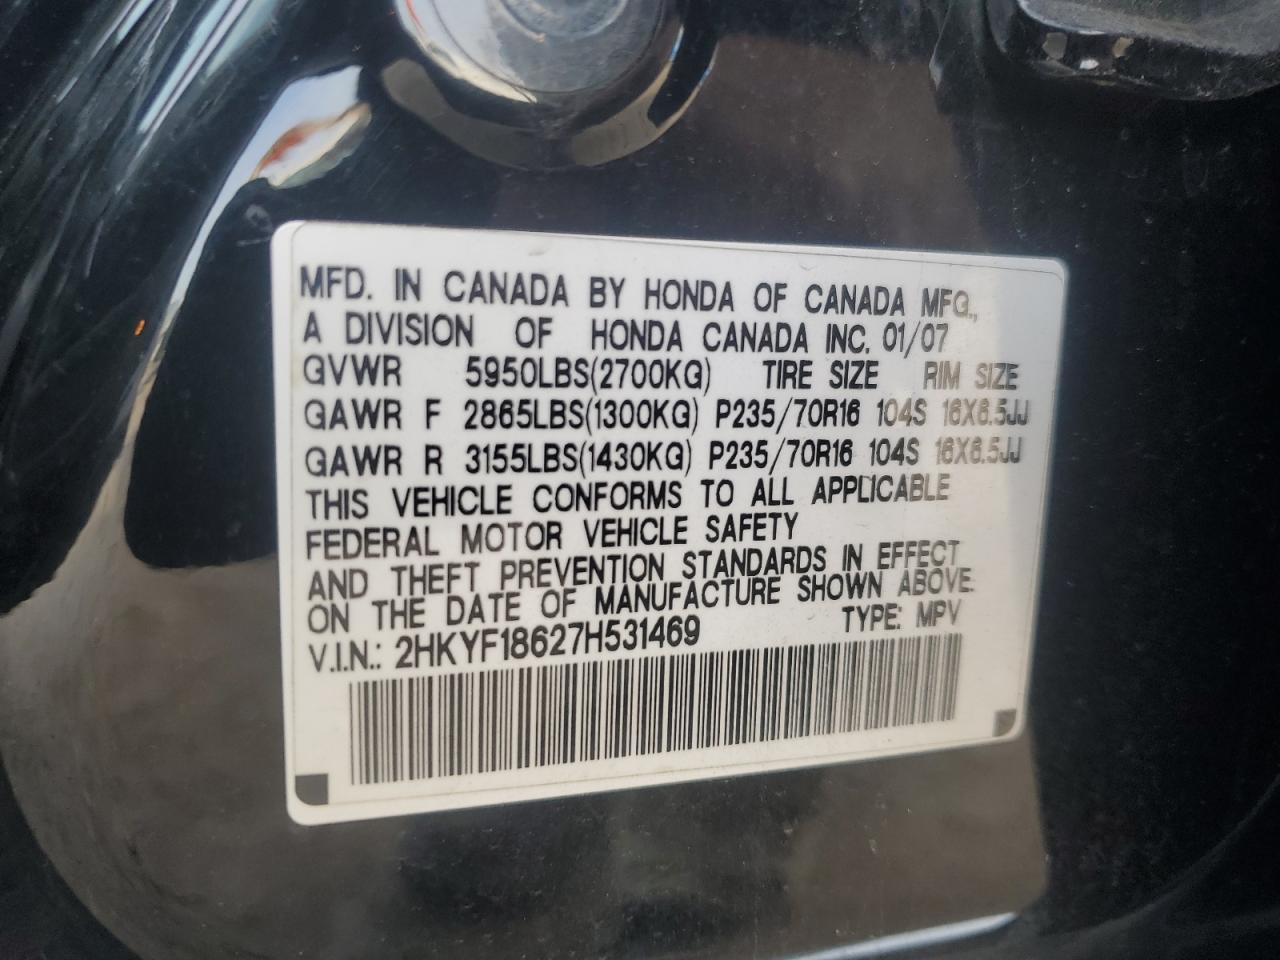 MFD. IN CANADA BY HONDA OF CANADA MFG.,
A DIVISION OF HONDA CANADA INC. 01/07
GVWR 5950LBS(2700KG) TIRE SIZE RIM SIZE
GAWR F 2865LBS(1300KG) P235/70R16 104S 16X6.5JJ
GAWR R 3155LBS(1430KG) P235/70R16 104S 16X6.5JJ
THIS VEHICLE CONFORMS TO ALL APPLICABLE
FEDERAL MOTOR VEHICLE SAFETY
AND THEFT PREVENTION STANDARDS IN EFFECT
ON THE DATE OF MANUFACTURE SHOWN ABOVE.
V.I.N.: 2HKYF18627H531469 TYPE: MPV